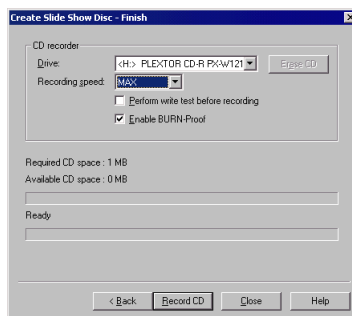 Create Slide Show Disc - Finish
CD recorder
Drive: <H:> PLEXTOR CD-R PX-W121 Erase CD
Recording speed: MAX
Perform write test before recording
Enable BURN-Proof
Required CD space : 1 MB
Available CD space : 0 MB
Ready
< Back Record CD Close Help